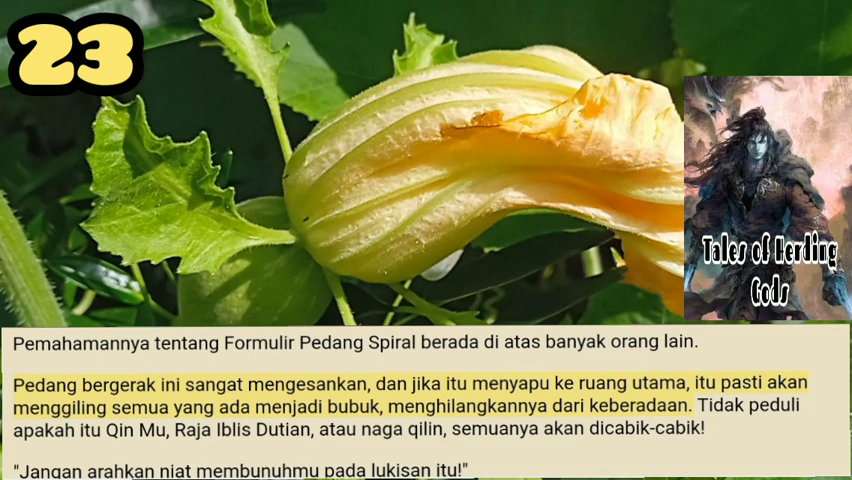 23
Tales of Herding
Gods
Pemahamannya tentang Formulir Pedang Spiral berada di atas banyak orang lain.
Pedang bergerak ini sangat mengesankan, dan jika itu menyapu ke ruang utama, itu pasti akan
menggiling semua yang ada menjadi bubuk, menghilangkannya dari keberadaan. Tidak peduli
apakah itu Qin Mu, Raja Iblis Dutian, atau naga qilin, semuanya akan dicabik-cabik!
"Jangan arahkan niat membunuhmu pada lukisan itu!"